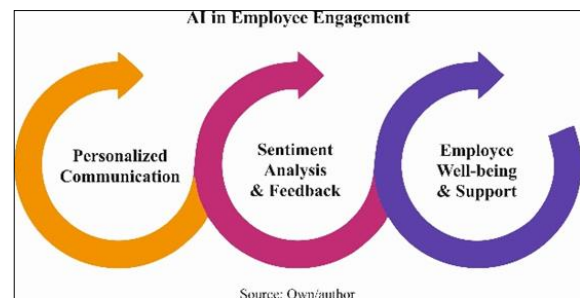 AI in Employee Engagement
Personalized
Communication
Sentiment
Analysis
& Feedback
Employee
Well-being
& Support
Source: Own/author